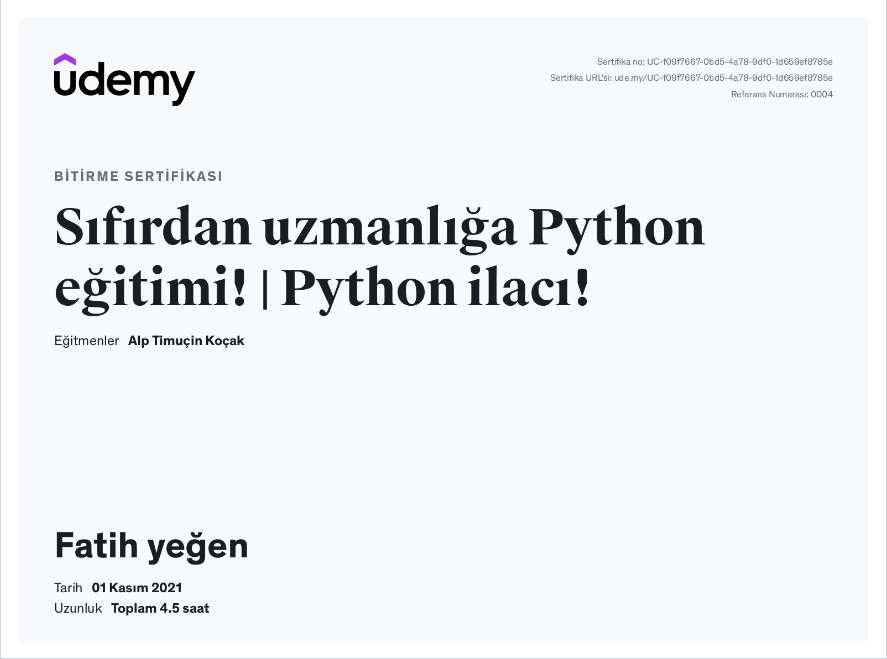 Sertifika no: UC-f09f7667-0bd5-4a78-9df0-1d659ef8785e
Sertifika URL'si: ude.my/UC-f09f7667-0bd5-4a78-9df0-1d659ef8785e
Referans Numarası: 0004
udemy
BİTİRME SERTİFİKASI
Sıfırdan uzmanlığa Python
eğitimi! | Python ilacı!
Eğitmenler Alp Timuçin Koçak
Fatih yeğen
Tarih 01 Kasım 2021
Uzunluk Toplam 4.5 saat